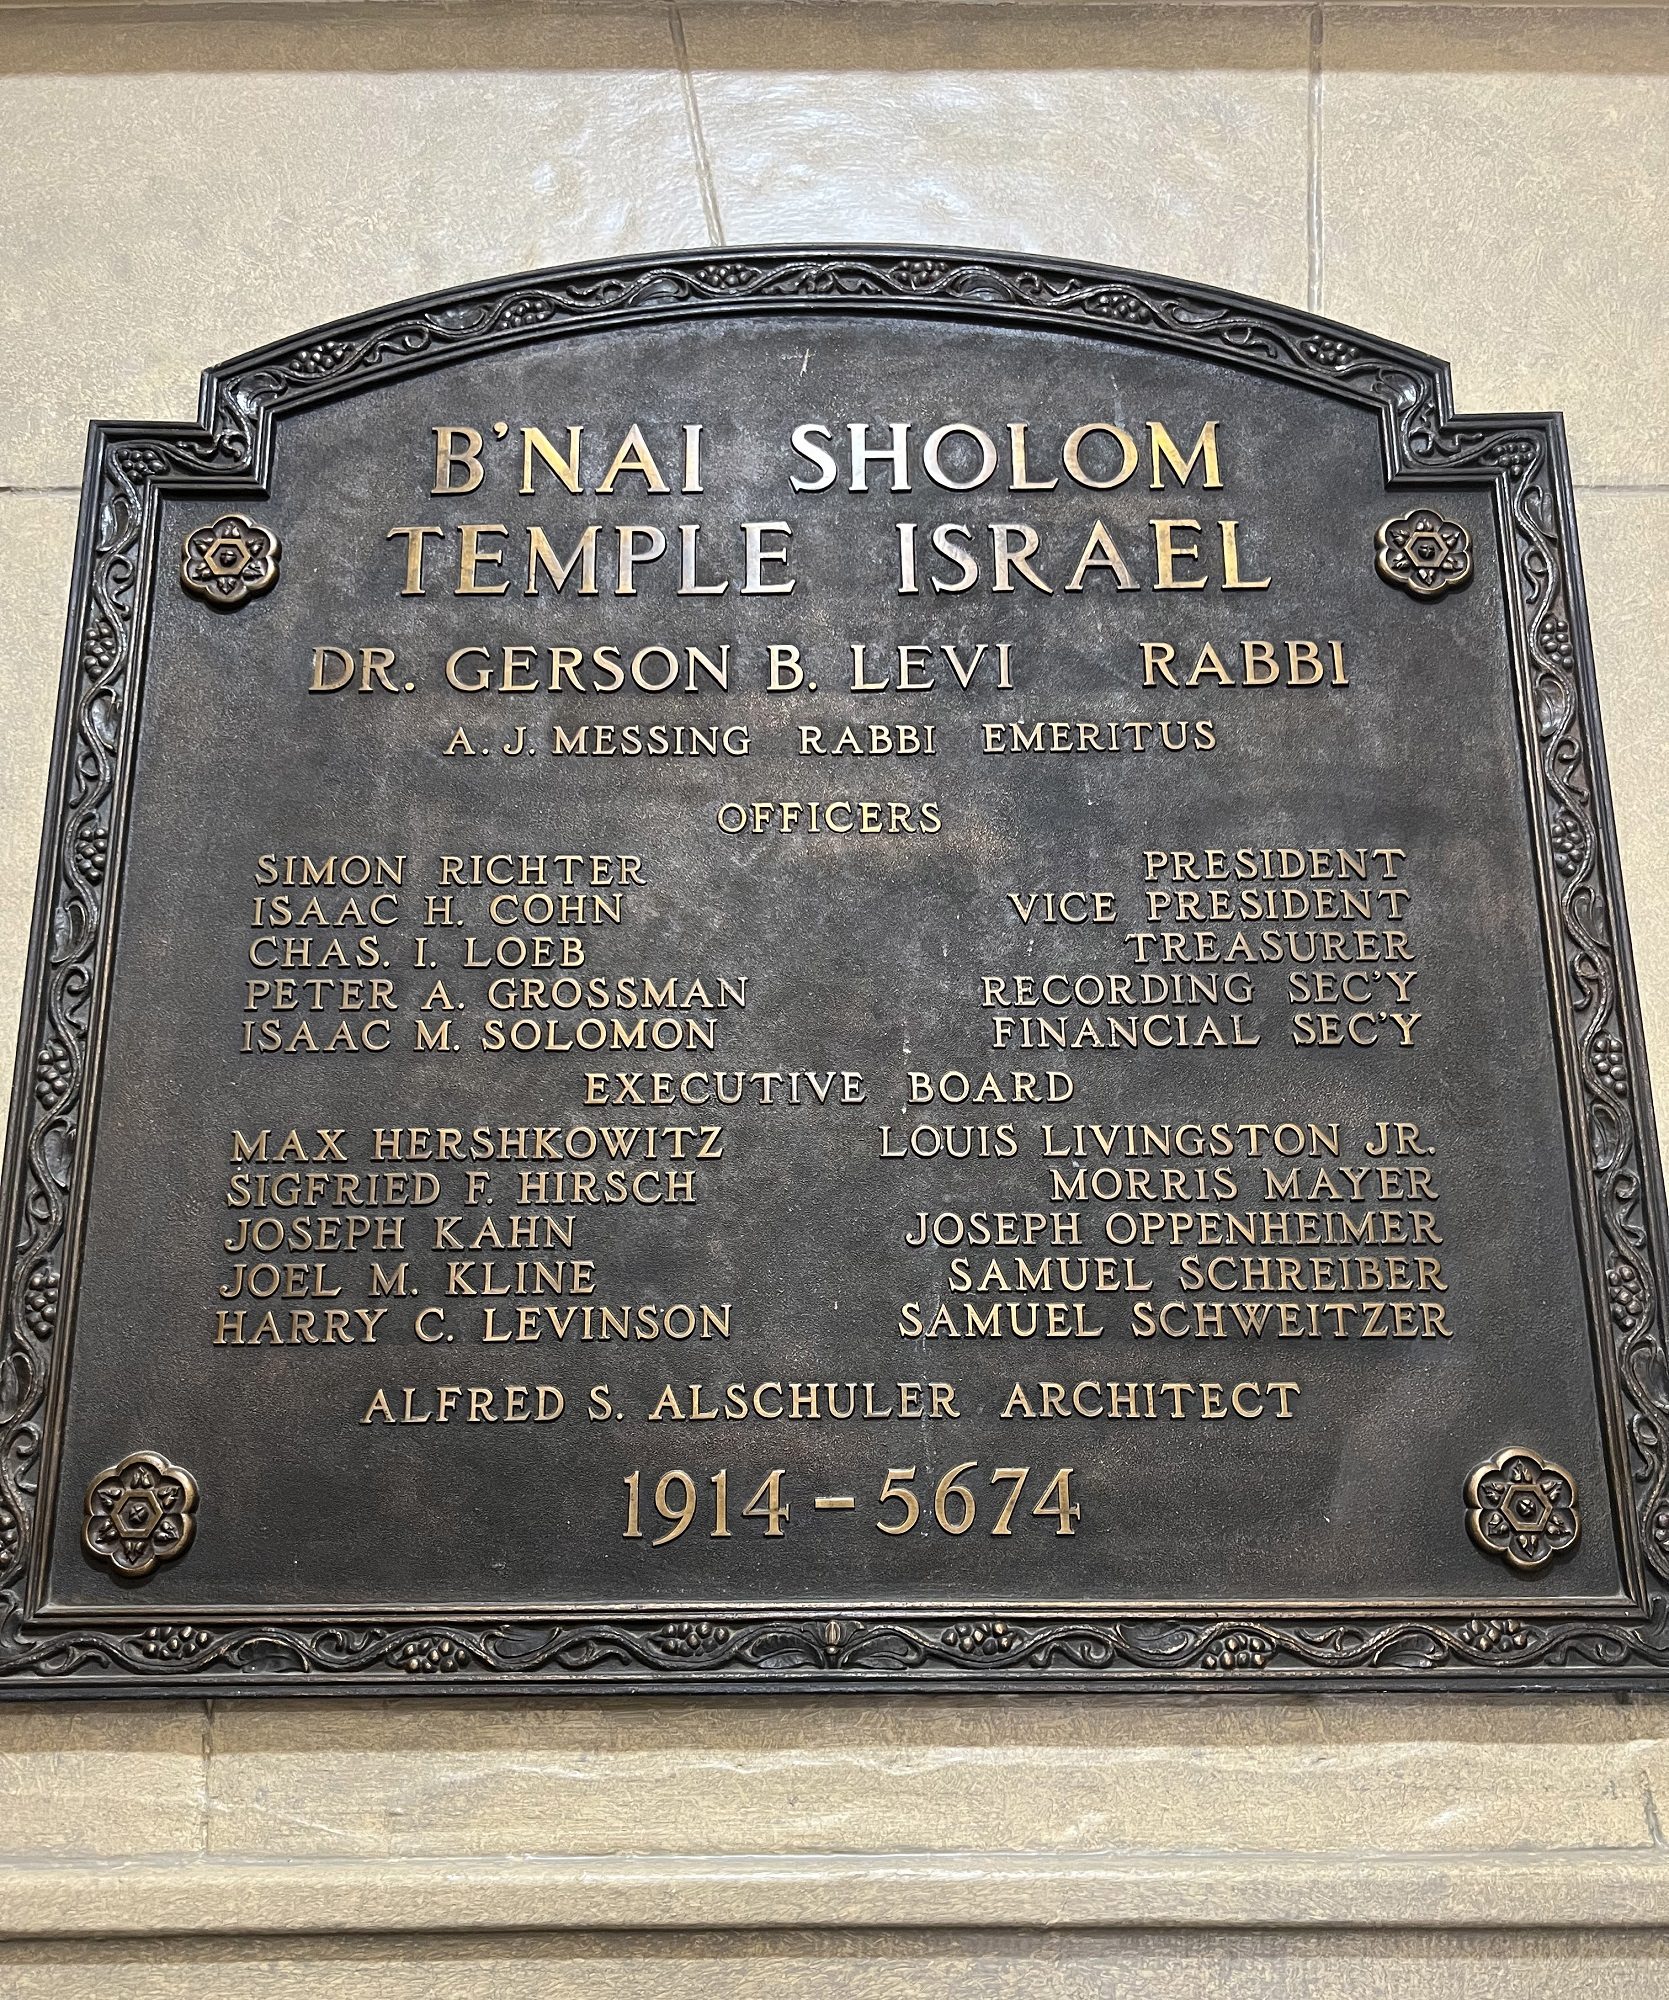 B'NAI SHOLOM
TEMPLE ISRAEL
DR. GERSON B. LEVI RABBI
A. J. MESSING RABBI EMERITUS
OFFICERS
SIMON RICHTER PRESIDENT
ISAAC H. COHN VICE PRESIDENT
CHAS. I. LOEB TREASURER
PETER A. GROSSMAN RECORDING SEC'Y
ISAAC M. SOLOMON FINANCIAL SEC'Y
EXECUTIVE BOARD
MAX HERSHKOWITZ LOUIS LIVINGSTON JR.
SIGFRIED F. HIRSCH MORRIS MAYER
JOSEPH KAHN JOSEPH OPPENHEIMER
JOEL M. KLINE SAMUEL SCHREIBER
HARRY C. LEVINSON SAMUEL SCHWEITZER
ALFRED S. ALSCHULER ARCHITECT
1914-5674